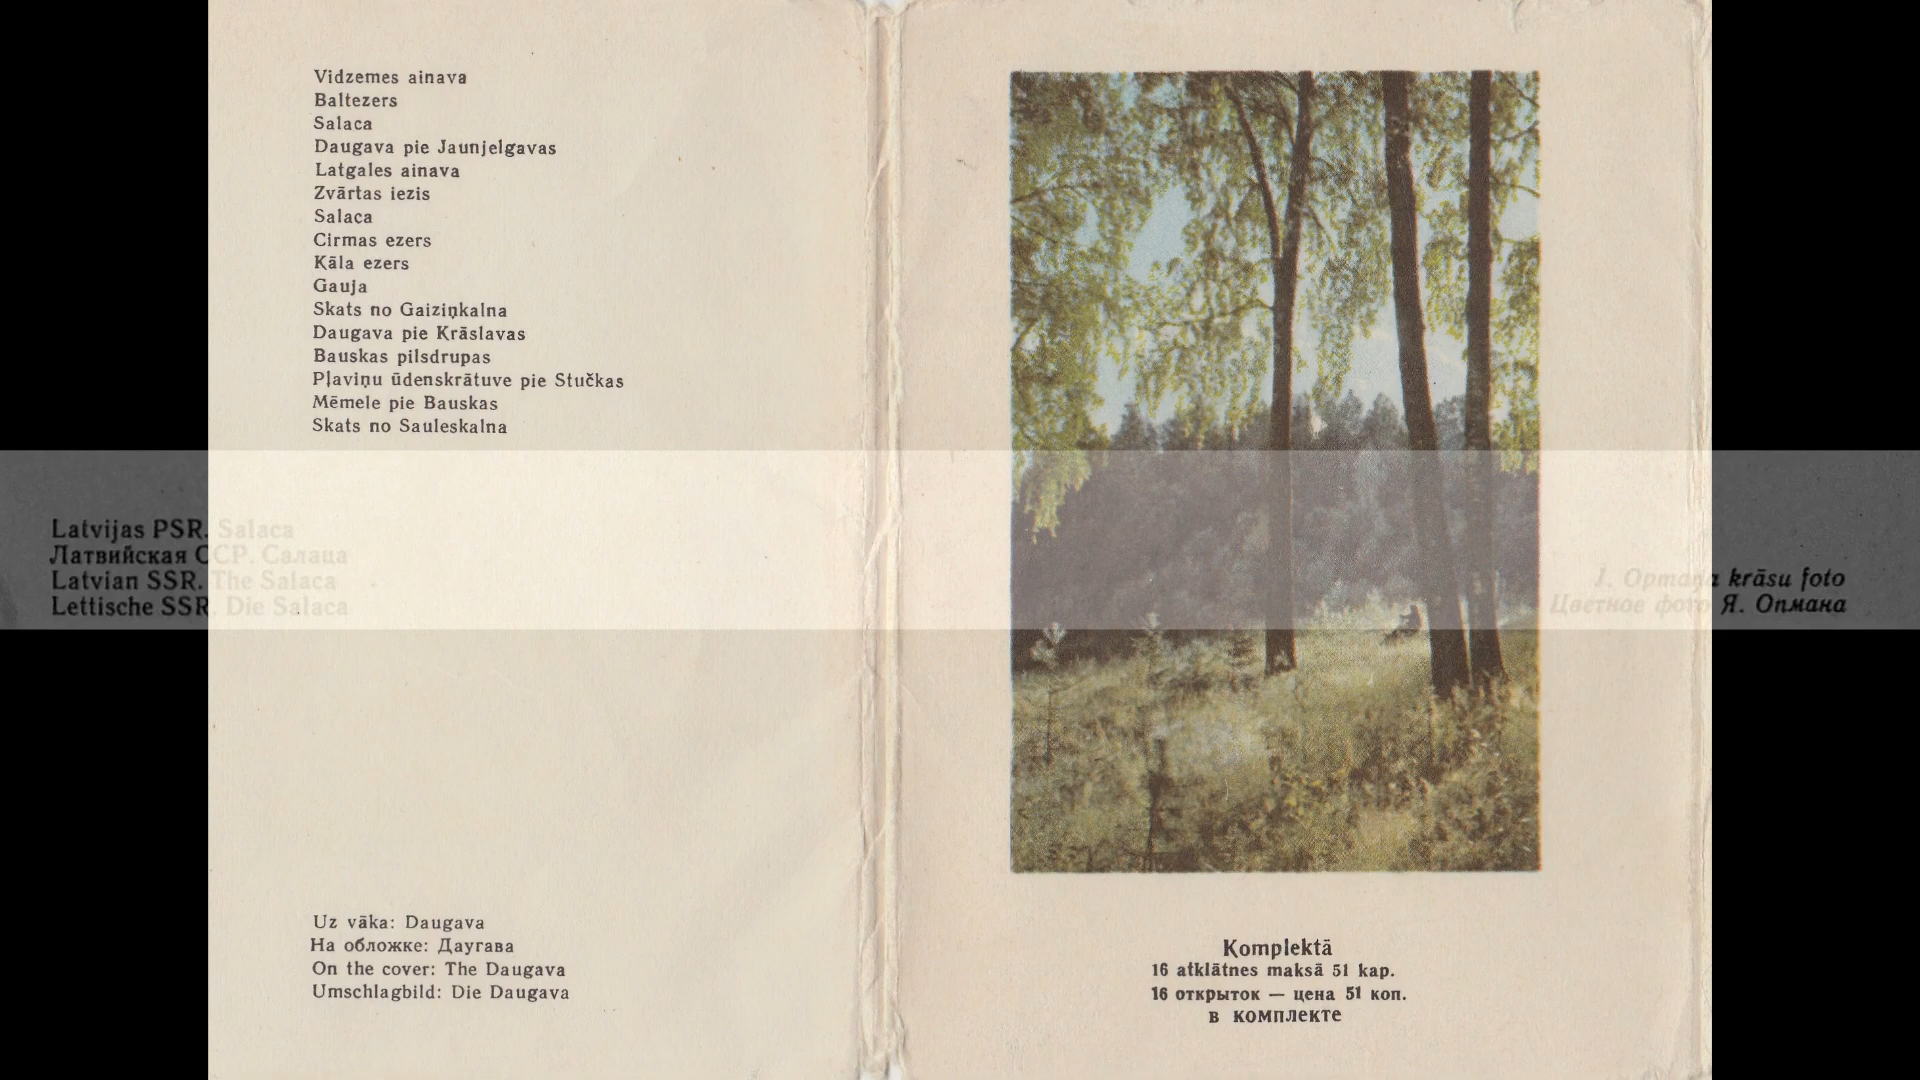 Vidzemes ainava
Baltezers
Salaca
Daugava pie Jaunjelgavas
Latgales ainava
Zvārtas iezis
Salaca
Cirmas ezers
Ķāla ezers
Gauja
Skats no Gaiziņkalna
Daugava pie Krāslavas
Bauskas pilsdrupas
Pļaviņu ūdenskrātuve pie Stučkas
Mēmele pie Bauskas
Skats no Sauleskalna
Latvijas PSR. Salaca
Латвийская ССР. Салаца
Latvian SSR. The Salaca
Lettische SSR. Die Salaca
J. Opmaņa krāsu foto
Цветное фото Я. Опмана
Uz vāka: Daugava
На обложке: Даугава
On the cover: The Daugava
Umschlagbild: Die Daugava
Komplektā
16 atklātnes maksā 51 kap.
16 открыток — цена 51 коп.
в комплекте